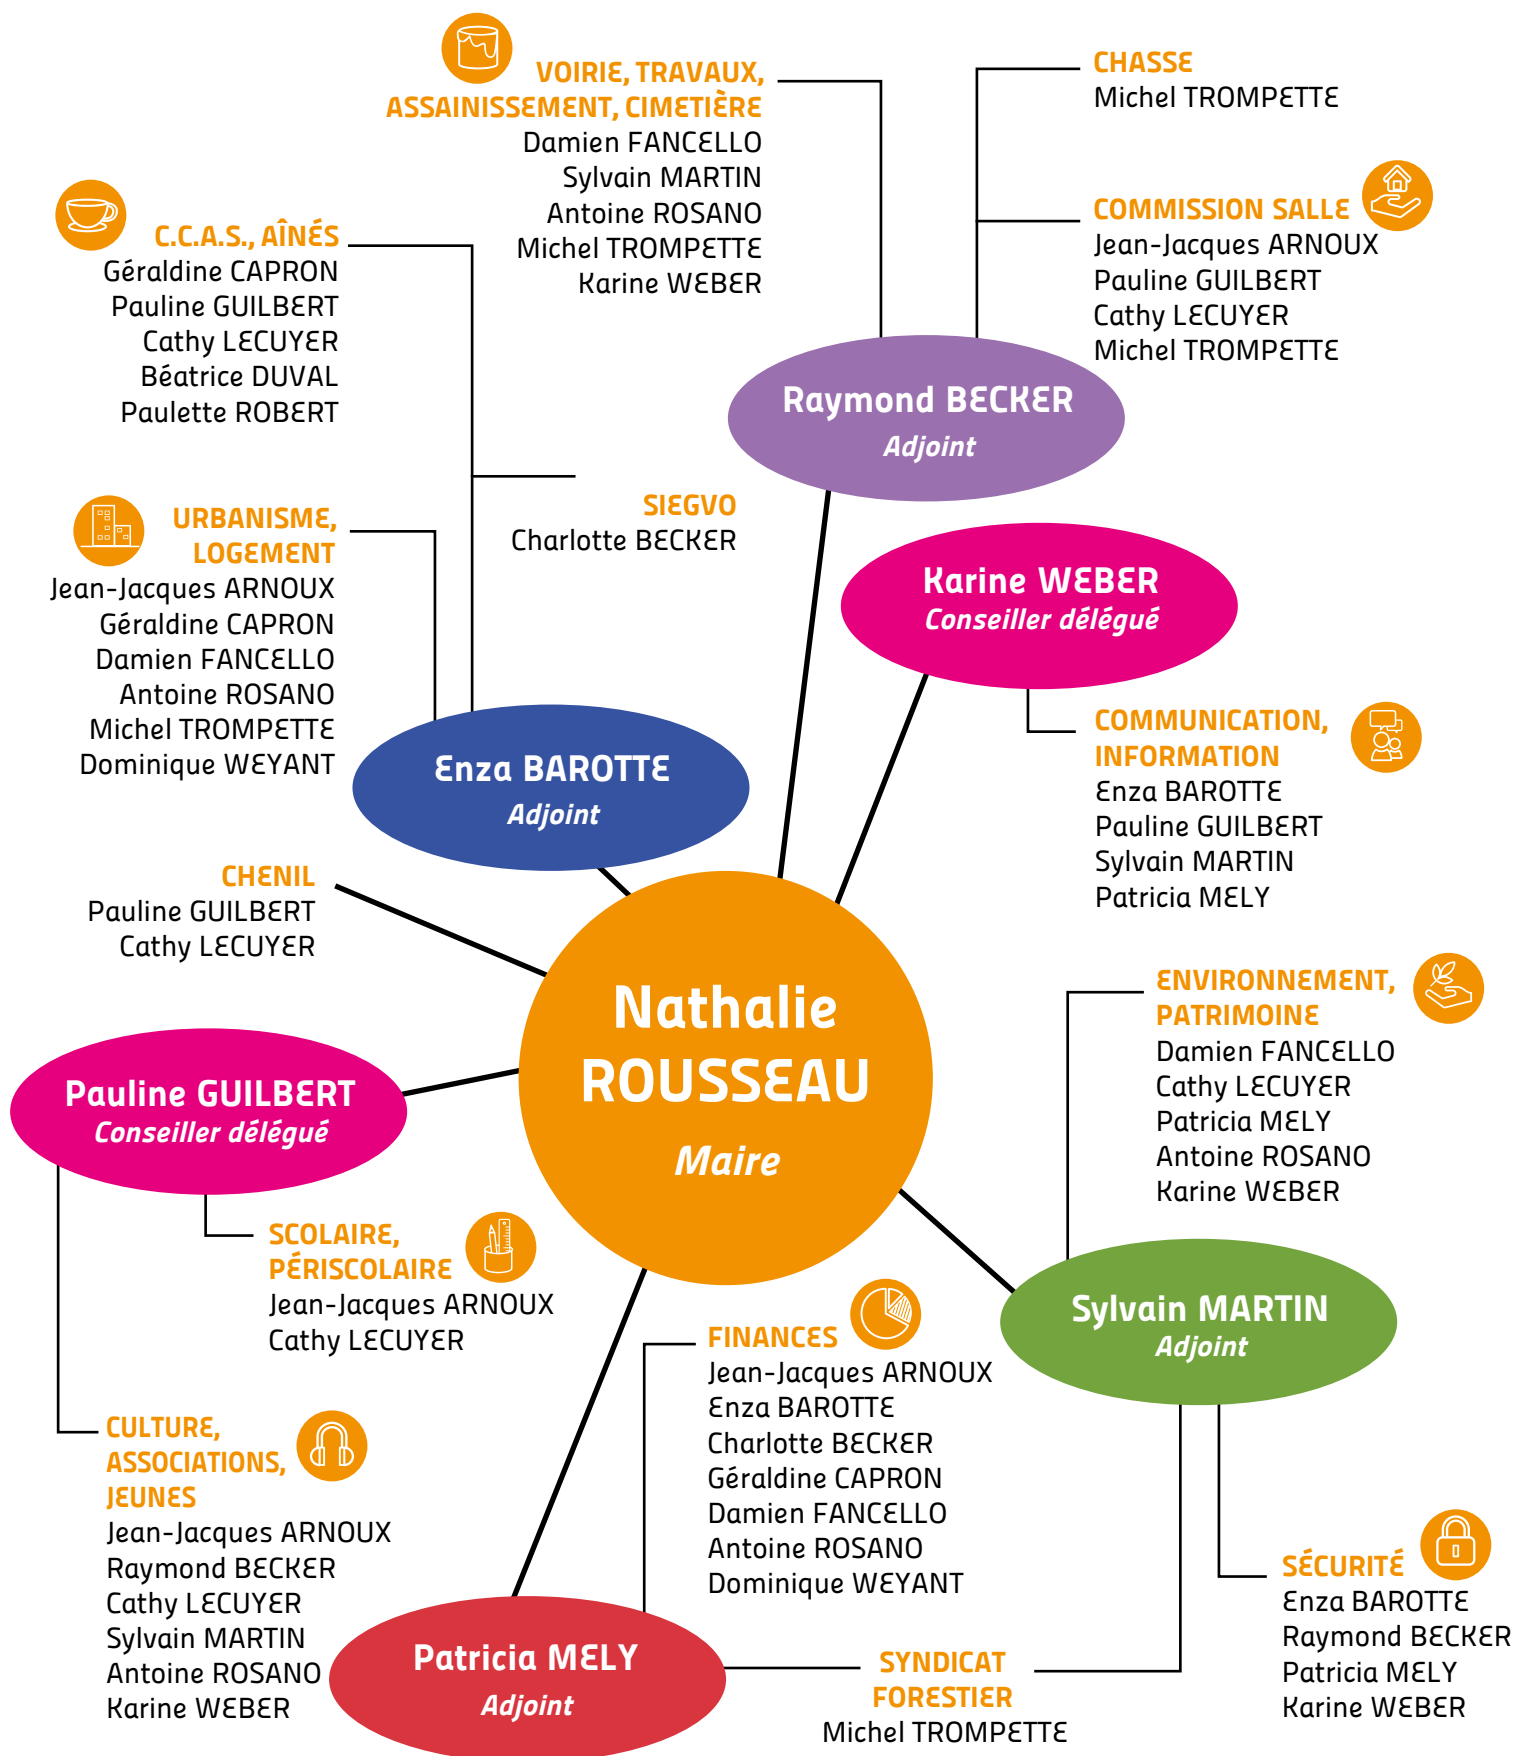 VOIRIE, TRAVAUX,
ASSAINISSEMENT, CIMETIÈRE
Damien FANCELLO
Sylvain MARTIN
Antoine ROSANO
Michel TROMPETTE
Karine WEBER
CHASSE
Michel TROMPETTE
COMMISSION SALLE
Jean-Jacques ARNOUX
Pauline GUILBERT
Cathy LECUYER
Michel TROMPETTE
C.C.A.S., AÎNÉS
Géraldine CAPRON
Pauline GUILBERT
Cathy LECUYER
Béatrice DUVAL
Paulette ROBERT
Raymond BECKER
Adjoint
SIEGVO
Charlotte BECKER
URBANISME,
LOGEMENT
Jean-Jacques ARNOUX
Géraldine CAPRON
Damien FANCELLO
Antoine ROSANO
Michel TROMPETTE
Dominique WEYANT
Karine WEBER
Conseiller délégué
COMMUNICATION,
INFORMATION
Enza BAROTTE
Pauline GUILBERT
Sylvain MARTIN
Patricia MELY
Enza BAROTTE
Adjoint
CHENIL
Pauline GUILBERT
Cathy LECUYER
Nathalie
ROUSSEAU
Maire
ENVIRONNEMENT,
PATRIMOINE
Damien FANCELLO
Cathy LECUYER
Patricia MELY
Antoine ROSANO
Karine WEBER
Pauline GUILBERT
Conseiller délégué
SCOLAIRE,
PÉRISCOLAIRE
Jean-Jacques ARNOUX
Cathy LECUYER
Sylvain MARTIN
Adjoint
FINANCES
Jean-Jacques ARNOUX
Enza BAROTTE
Charlotte BECKER
Géraldine CAPRON
Damien FANCELLO
Antoine ROSANO
Dominique WEYANT
CULTURE,
ASSOCIATIONS,
JEUNES
Jean-Jacques ARNOUX
Raymond BECKER
Cathy LECUYER
Sylvain MARTIN
Antoine ROSANO
Karine WEBER
SÉCURITÉ
Enza BAROTTE
Raymond BECKER
Patricia MELY
Karine WEBER
Patricia MELY
Adjoint
SYNDICAT
FORESTIER
Michel TROMPETTE